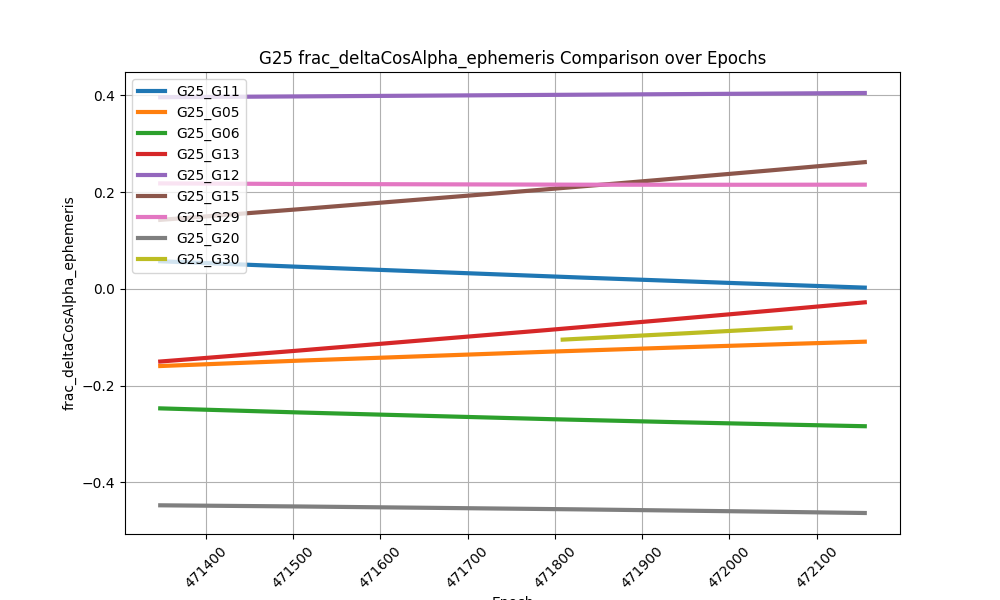 G25 frac_deltaCosAlpha_ephemeris Comparison over Epochs
frac_deltaCosAlpha_ephemeris
0.4
0.2
0.0
−0.2
−0.4
G25_G11
G25_G05
G25_G06
G25_G13
G25_G12
G25_G15
G25_G29
G25_G20
G25_G30
471400
471500
471600
471700
471800
471900
472000
472100
Epoch